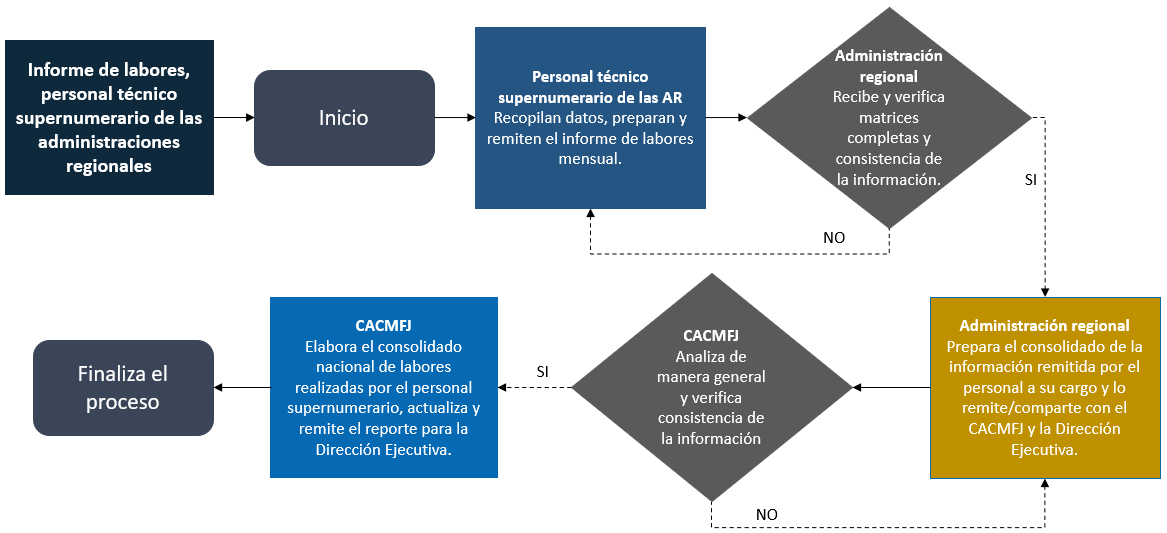 Informe de labores,
personal técnico
supernumerario de las
administraciones
regionales
Inicio
Personal técnico
supernumerario de las AR
Recopilan datos, preparan y
remiten el informe de labores
mensual.
Administración
regional
Recibe y verifica
matrices
completas y
consistencia de
la información.
SI
NO
Administración regional
Prepara el consolidado de la
información remitida por el
personal a su cargo y lo
remite/comparte con el
CACMFJ y la Dirección
Ejecutiva.
CACMFJ
Analiza de
manera general
y verifica
consistencia de
la información
SI
NO
CACMFJ
Elabora el consolidado
nacional de labores
realizadas por el personal
supernumerario, actualiza y
remite el reporte para la
Dirección Ejecutiva.
Finaliza el
proceso